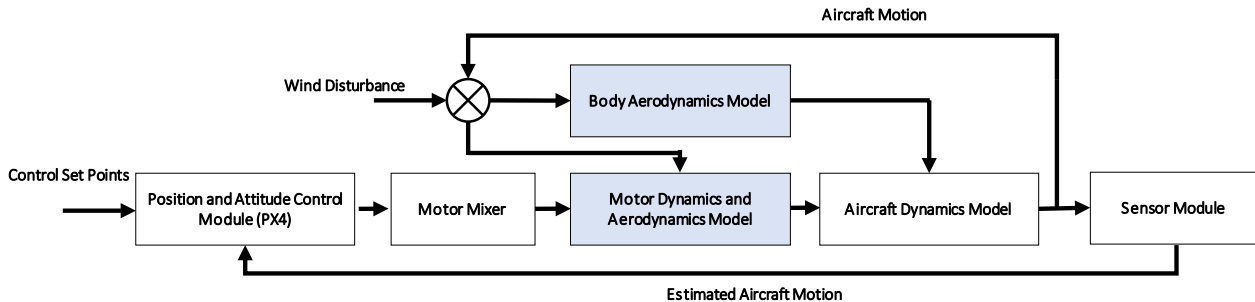 Aircraft Motion
Wind Disturbance
Body Aerodynamics Model
Control Set Points
Position and Attitude Control
Module (PX4)
Motor Mixer
Motor Dynamics and
Aerodynamics Model
Aircraft Dynamics Model
Sensor Module
Estimated Aircraft Motion